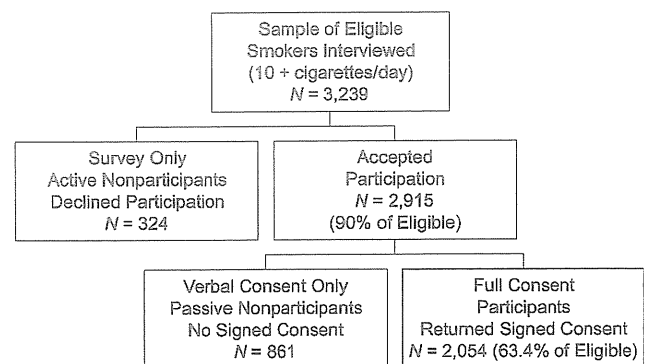 Sample of Eligible
Smokers Interviewed
(10 + cigarettes/day)
N = 3,239
Survey Only
Active Nonparticipants
Declined Participation
N = 324
Accepted
Participation
N = 2,915
(90% of Eligible)
Verbal Consent Only
Passive Nonparticipants
No Signed Consent
N = 861
Full Consent
Participants
Returned Signed Consent
N = 2,054 (63.4% of Eligible)